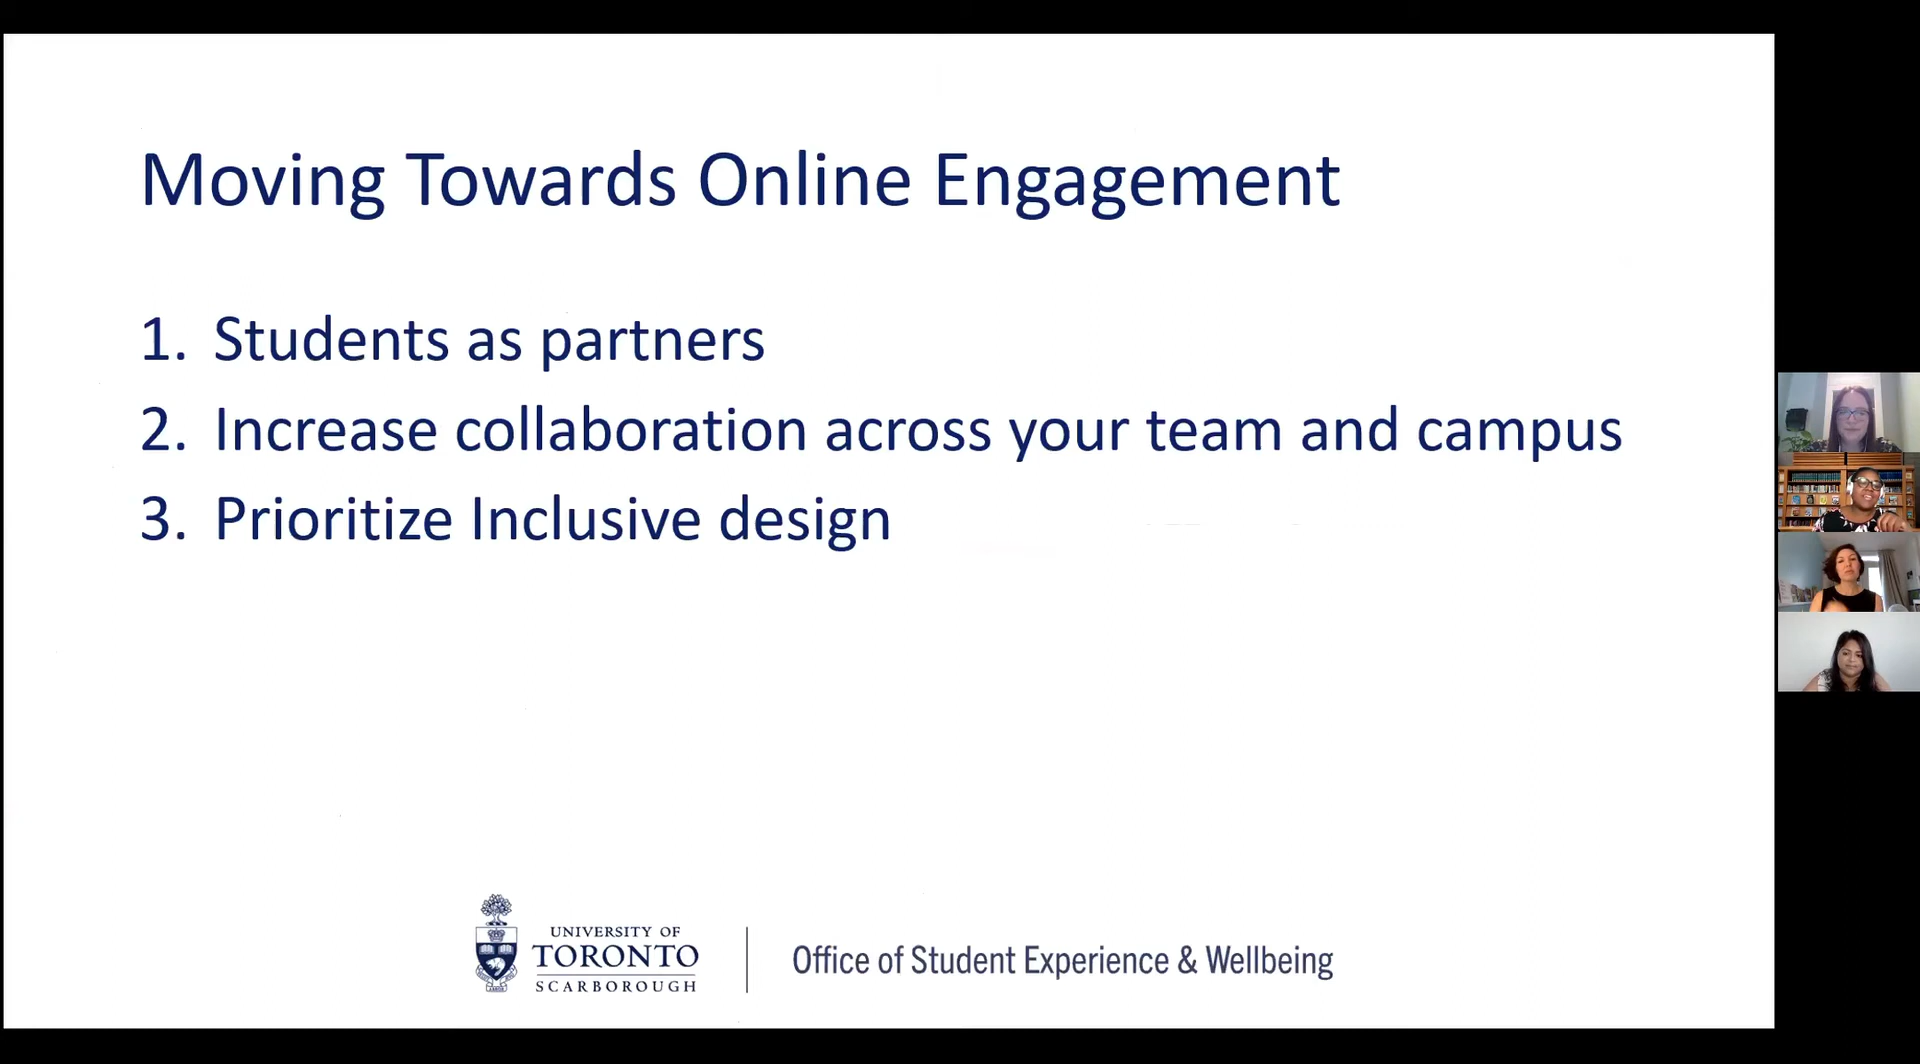 Moving Towards Online Engagement
1. Students as partners
2. Increase collaboration across your team and campus
3. Prioritize Inclusive design
UNIVERSITY OF
TORONTO
SCARBOROUGH
Office of Student Experience & Wellbeing